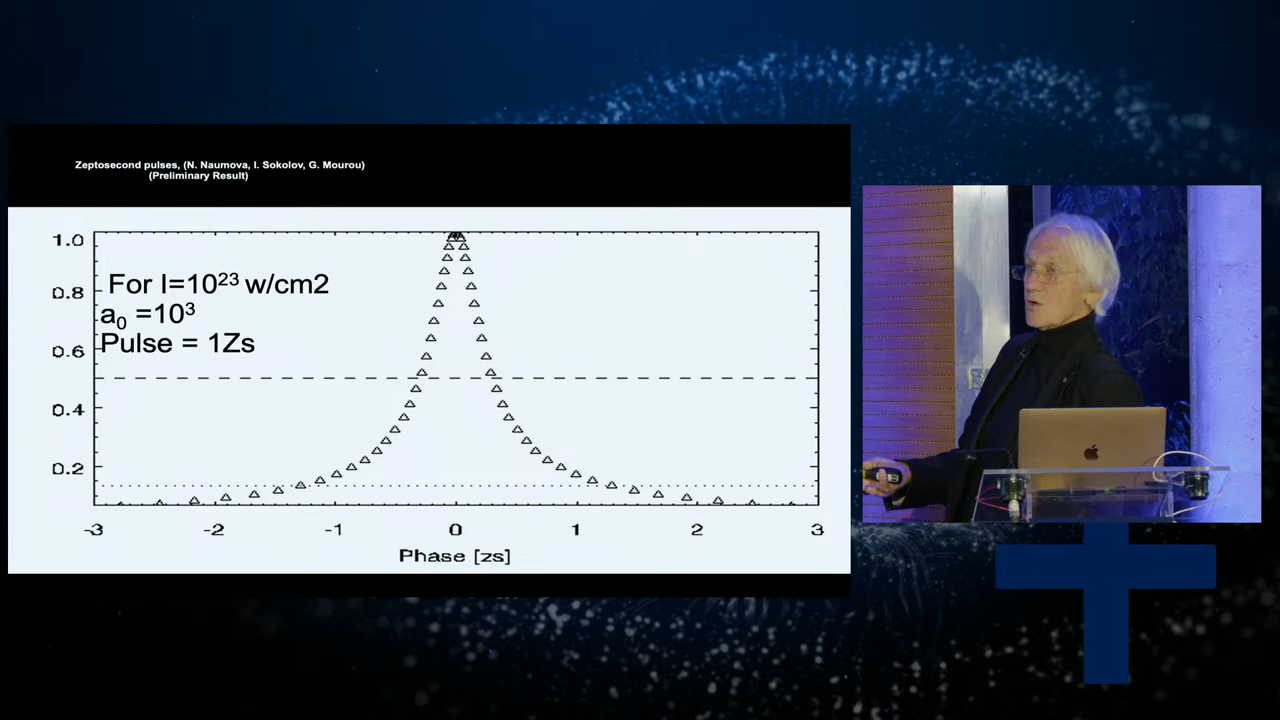 Zeptosecond pulses, (N. Naumova, I. Sokolov, G. Mourou)
(Preliminary Result)
1.0
For I=10²³ w/cm2
0.8
a₀ =10³
Pulse = 1Zs
0.6
0.4
0.2
-3 -2 -1 0 1 2 3
Phase [zs]